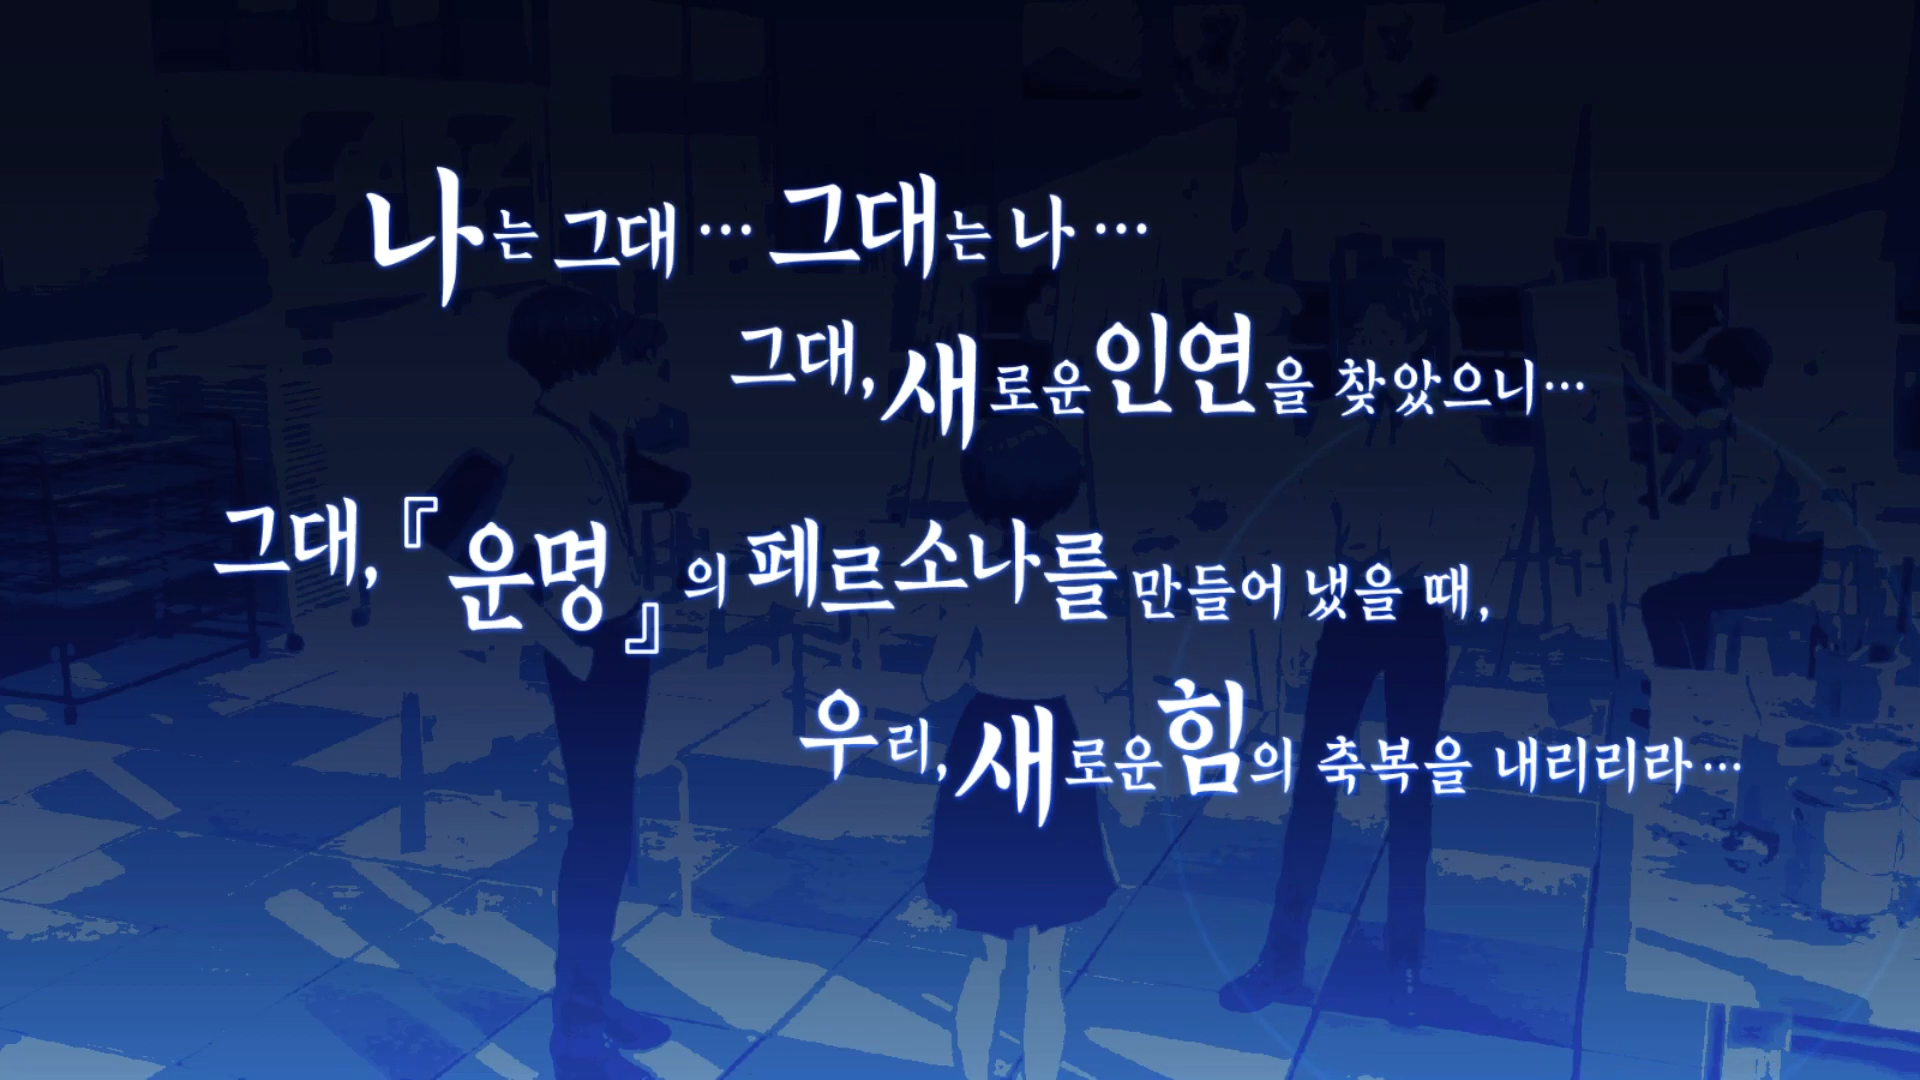 나는 그대… 그대는 나…
그대, 새로운 인연을 찾았으니…
그대, 『운명』의 페르소나를 만들어 냈을 때,
우리, 새로운 힘의 축복을 내리리라…